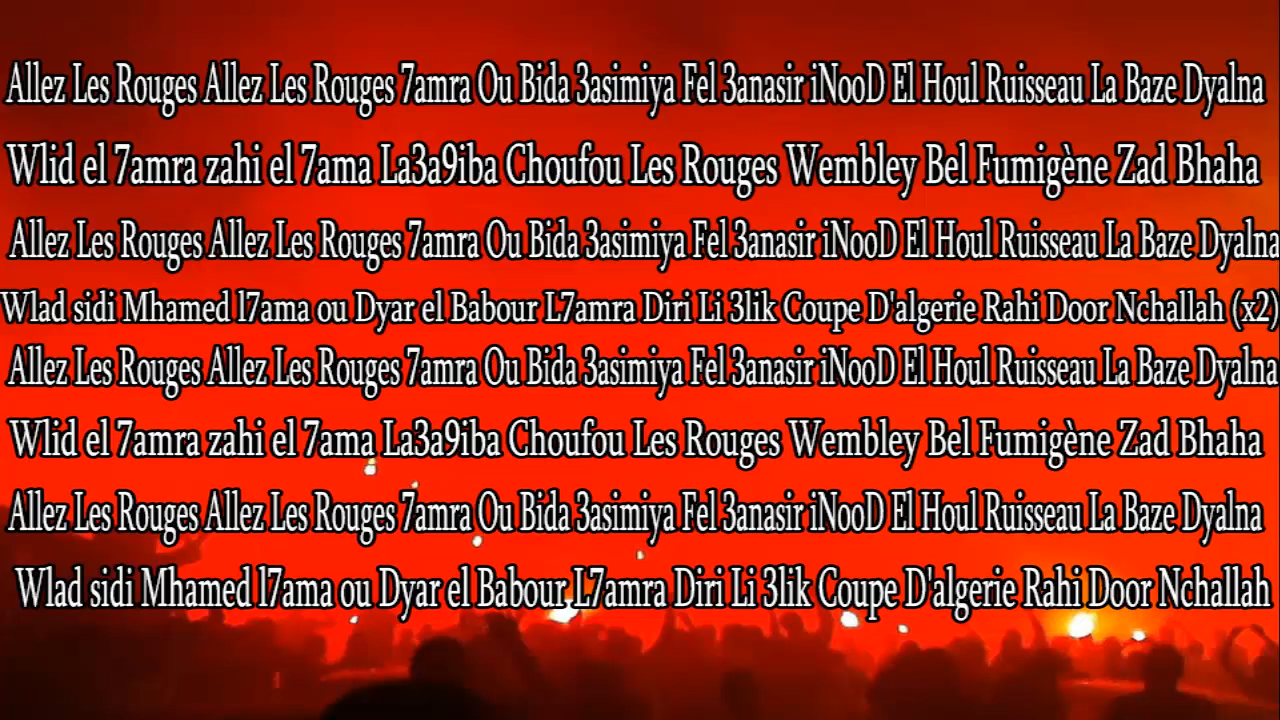 Allez Les Rouges Allez Les Rouges 7amra Ou Bida 3asimiya Fel 3anasir iNooD El Houl Ruisseau La Baze Dyalna
Wlid el 7amra zahi el 7ama La3a9iba Choufou Les Rouges Wembley Bel Fumigène Zad Bhaha
Allez Les Rouges Allez Les Rouges 7amra Ou Bida 3asimiya Fel 3anasir iNooD El Houl Ruisseau La Baze Dyalna
Wlad sidi Mhamed l7ama ou Dyar el Babour L7amra Diri Li 3lik Coupe D'algerie Rahi Door Nchallah (x2)
Allez Les Rouges Allez Les Rouges 7amra Ou Bida 3asimiya Fel 3anasir iNooD El Houl Ruisseau La Baze Dyalna
Wlid el 7amra zahi el 7ama La3a9iba Choufou Les Rouges Wembley Bel Fumigène Zad Bhaha
Allez Les Rouges Allez Les Rouges 7amra Ou Bida 3asimiya Fel 3anasir iNooD El Houl Ruisseau La Baze Dyalna
Wlad sidi Mhamed l7ama ou Dyar el Babour L7amra Diri Li 3lik Coupe D'algerie Rahi Door Nchallah